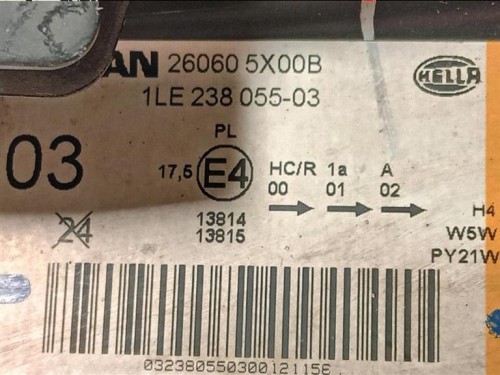 AN 26060 5X00B
HELLA
1LE 238 055-03
PL
03
17,5 E4 HC/R 1a A
00 01 02
13814
13815
24
H4
W5W
PY21W
032380550300121115E